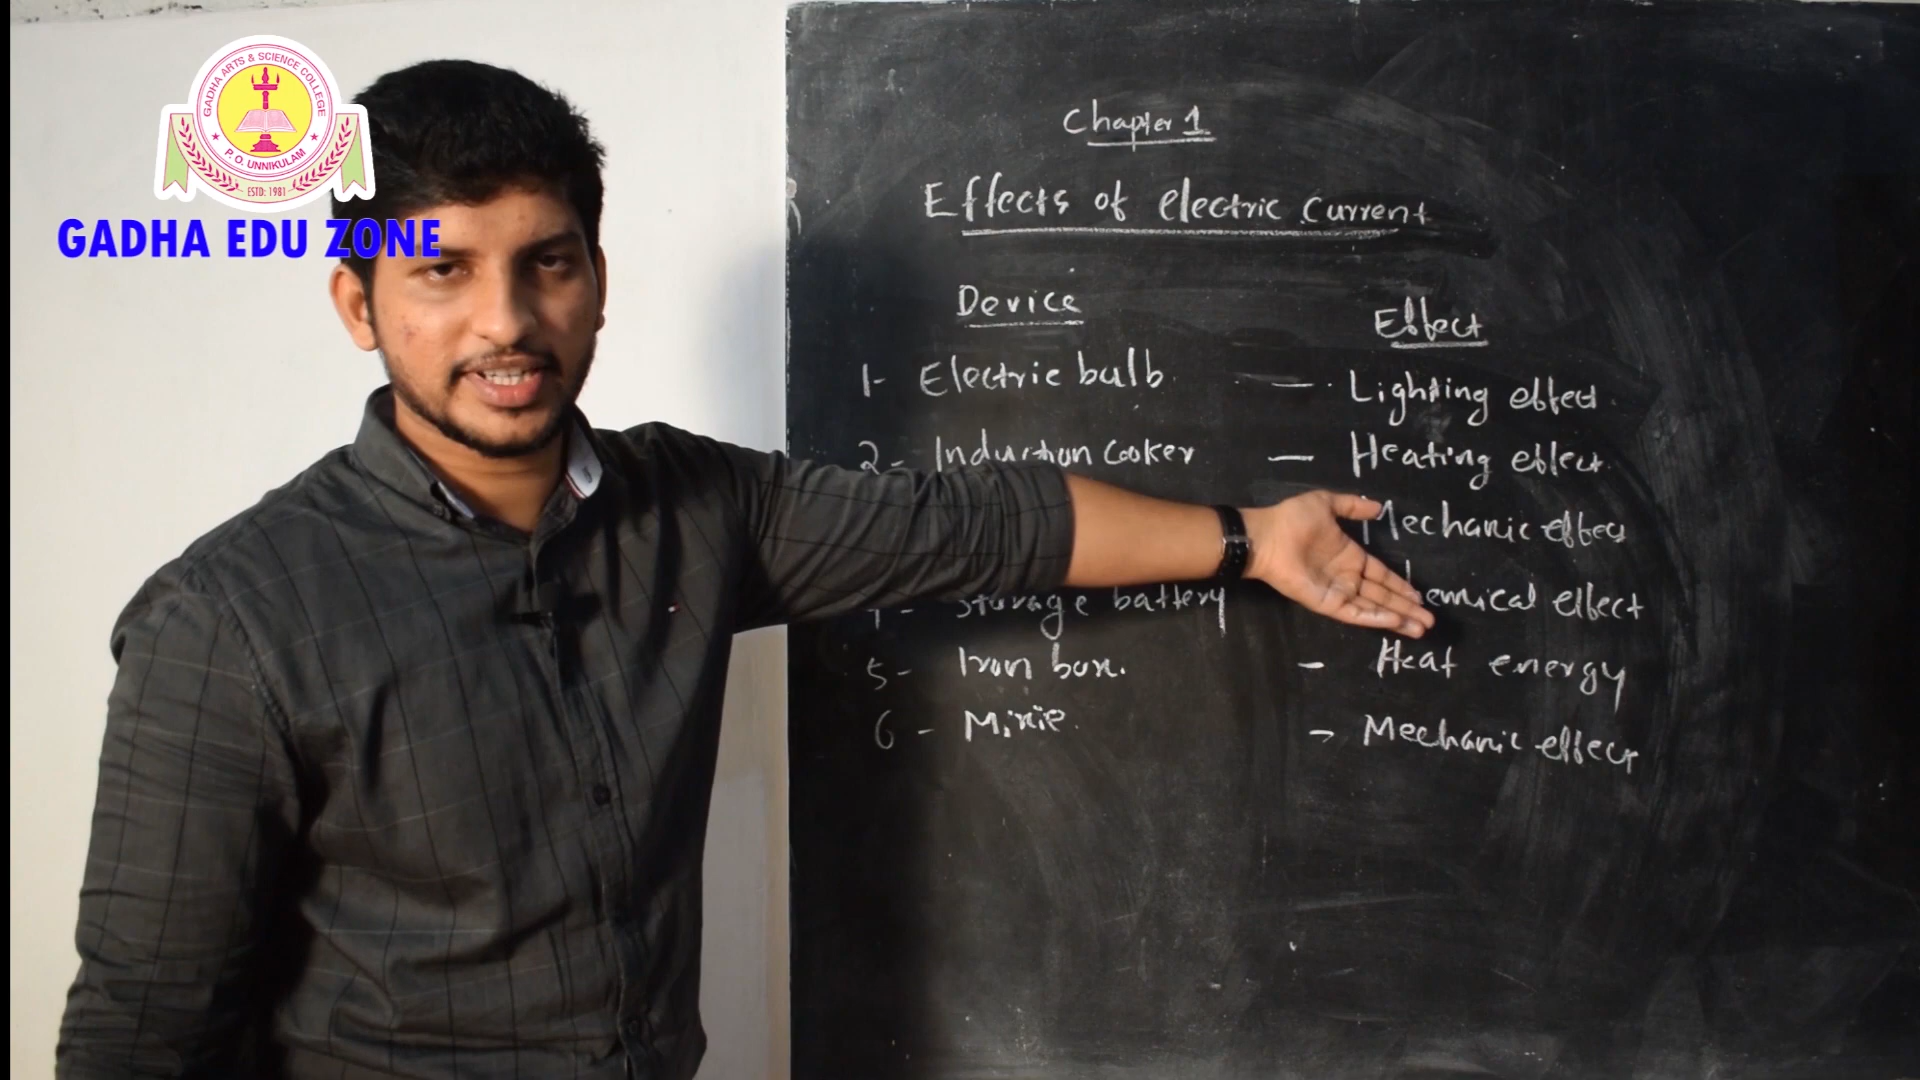 GADHA ARTS & SCIENCE COLLEGE
P. O. UNNIKULAM
ESTD: 1981
GADHA EDU ZONE
Chapter 1
Effects of electric current
Device Effect
1- Electric bulb - Lighting effect
2- Induction cooker - Heating effect
Mechanic effect
Storage battery effect
5- Iron box. - Heat energy
6- Mixie. - Mechanic effect